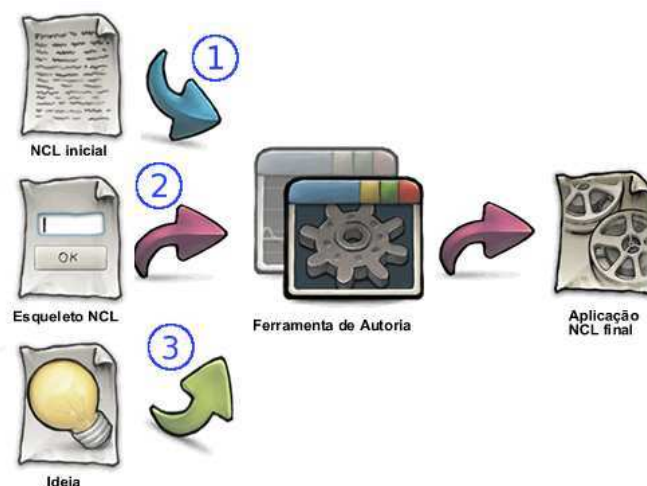 1
NCL inicial
2
OK
Esqueleto NCL
Ferramenta de Autoria
Aplicação
NCL final
3
Ideia